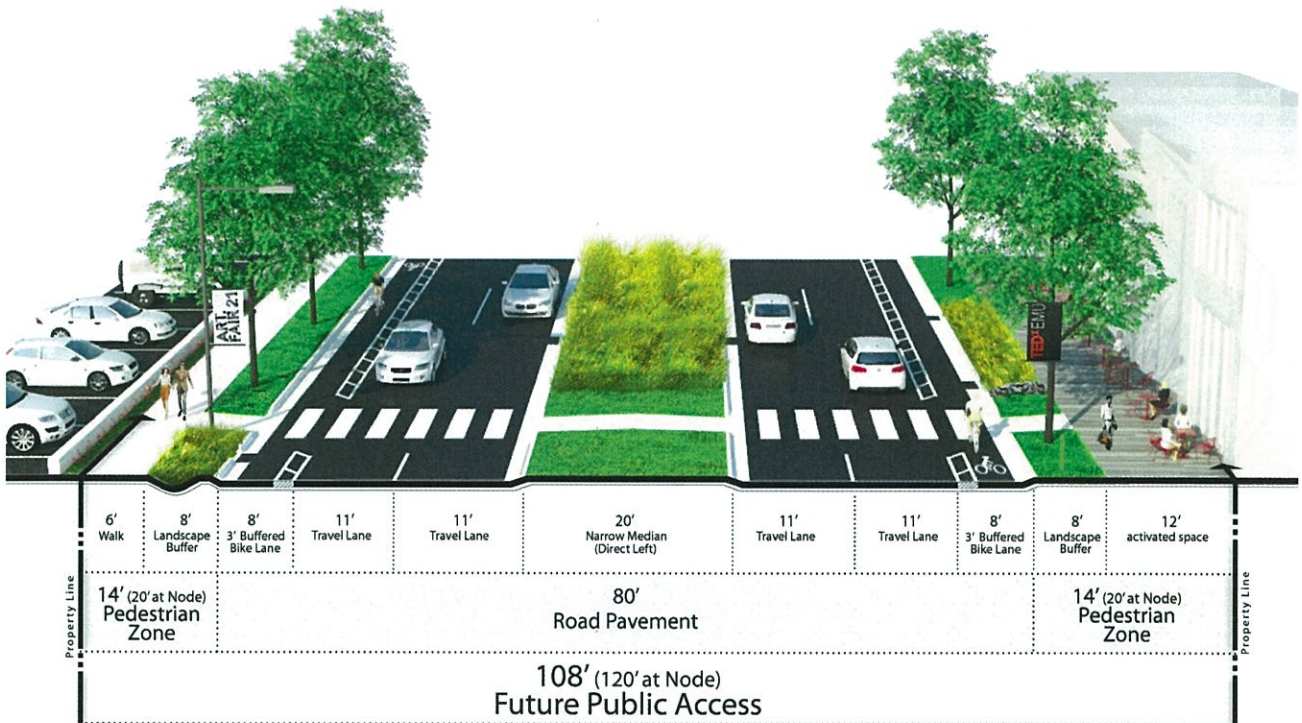 ART
FAIR 21
TEDxEMU
6'
Walk
8'
Landscape
Buffer
8'
3' Buffered
Bike Lane
11'
Travel Lane
11'
Travel Lane
20'
Narrow Median
(Direct Left)
11'
Travel Lane
11'
Travel Lane
8'
3' Buffered
Bike Lane
8'
Landscape
Buffer
12'
activated space
Property Line
14' (20' at Node)
Pedestrian
Zone
80'
Road Pavement
14' (20' at Node)
Pedestrian
Zone
Property Line
108' (120' at Node)
Future Public Access